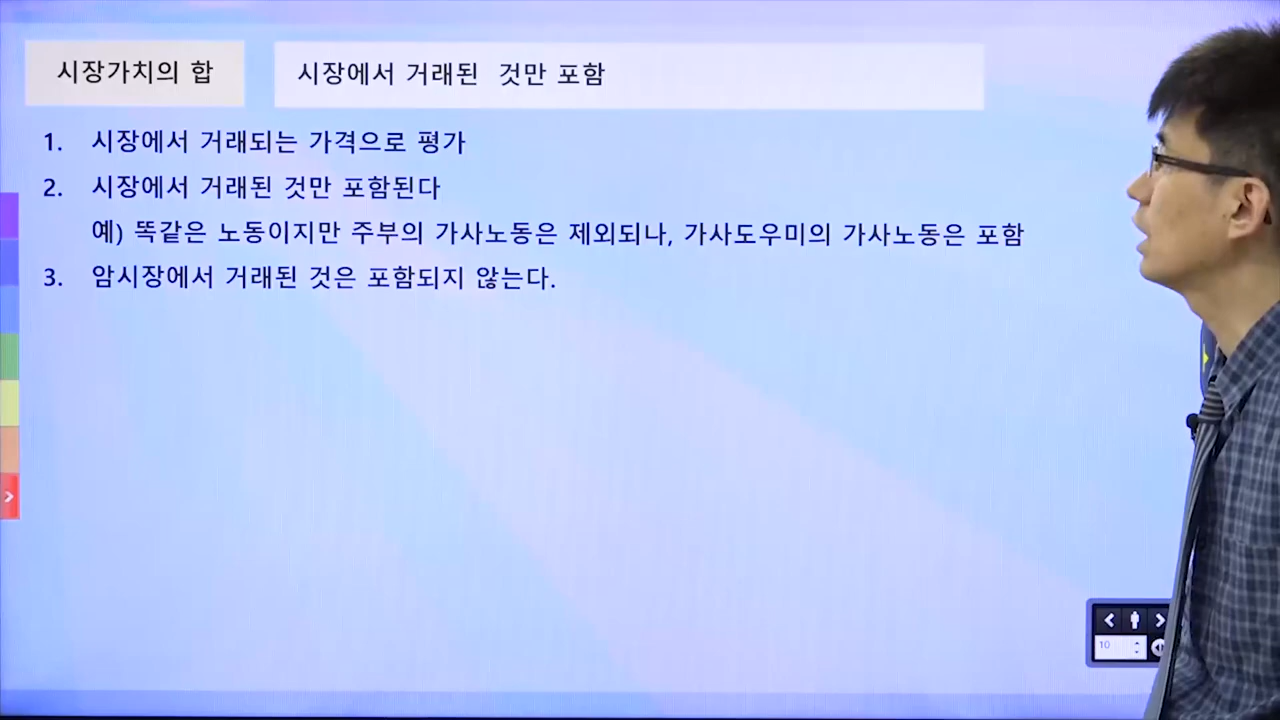 시장가치의 합
시장에서 거래된 것만 포함
1. 시장에서 거래되는 가격으로 평가
2. 시장에서 거래된 것만 포함된다
예) 똑같은 노동이지만 주부의 가사노동은 제외되나, 가사도우미의 가사노동은 포함
3. 암시장에서 거래된 것은 포함되지 않는다.
10